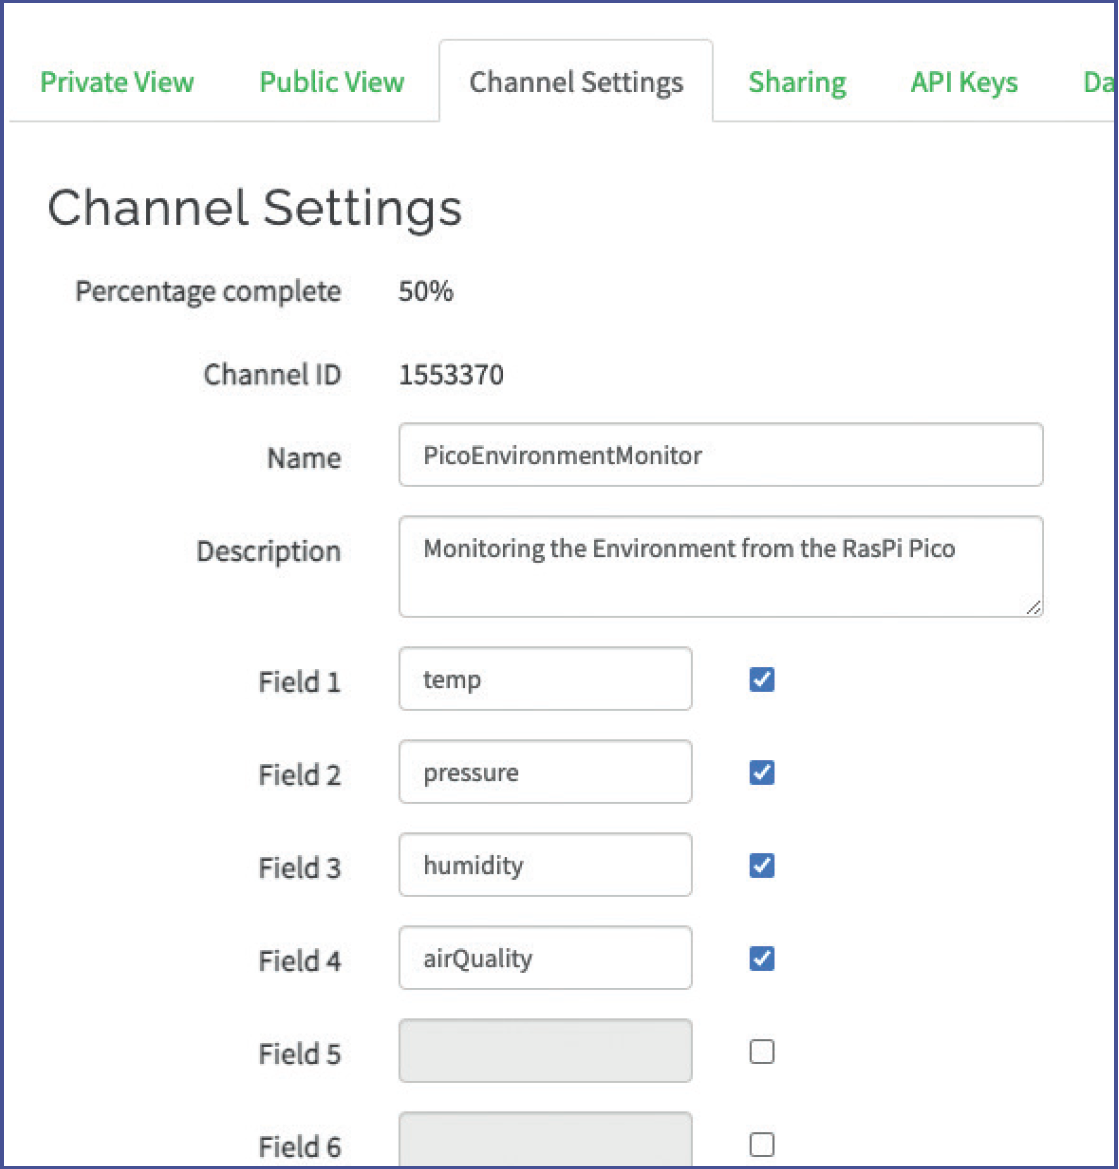 Private View Public View Channel Settings Sharing API Keys Da
Channel Settings
Percentage complete 50%
Channel ID 1553370
Name PicoEnvironmentMonitor
Description Monitoring the Environment from the RasPi Pico
Field 1 temp
Field 2 pressure
Field 3 humidity
Field 4 airQuality
Field 5
Field 6